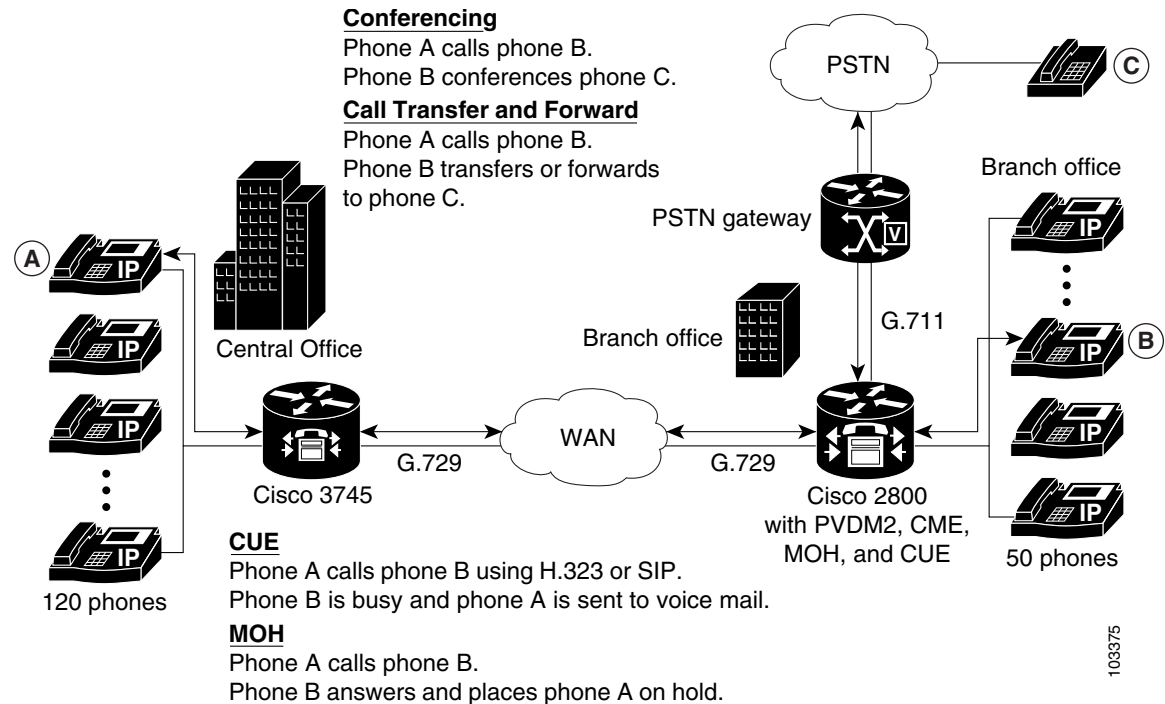 Conferencing
Phone A calls phone B.
Phone B conferences phone C.
Call Transfer and Forward
Phone A calls phone B.
Phone B transfers or forwards
to phone C.
PSTN
C
Branch office
PSTN gateway
V
IP
A
IP
Central Office
Branch office
G.711
IP
IP
B
IP
IP
WAN
G.729
G.729
Cisco 3745
Cisco 2800
with PVDM2, CME,
MOH, and CUE
IP
IP
120 phones
50 phones
CUE
Phone A calls phone B using H.323 or SIP.
Phone B is busy and phone A is sent to voice mail.
MOH
Phone A calls phone B.
Phone B answers and places phone A on hold.
103375